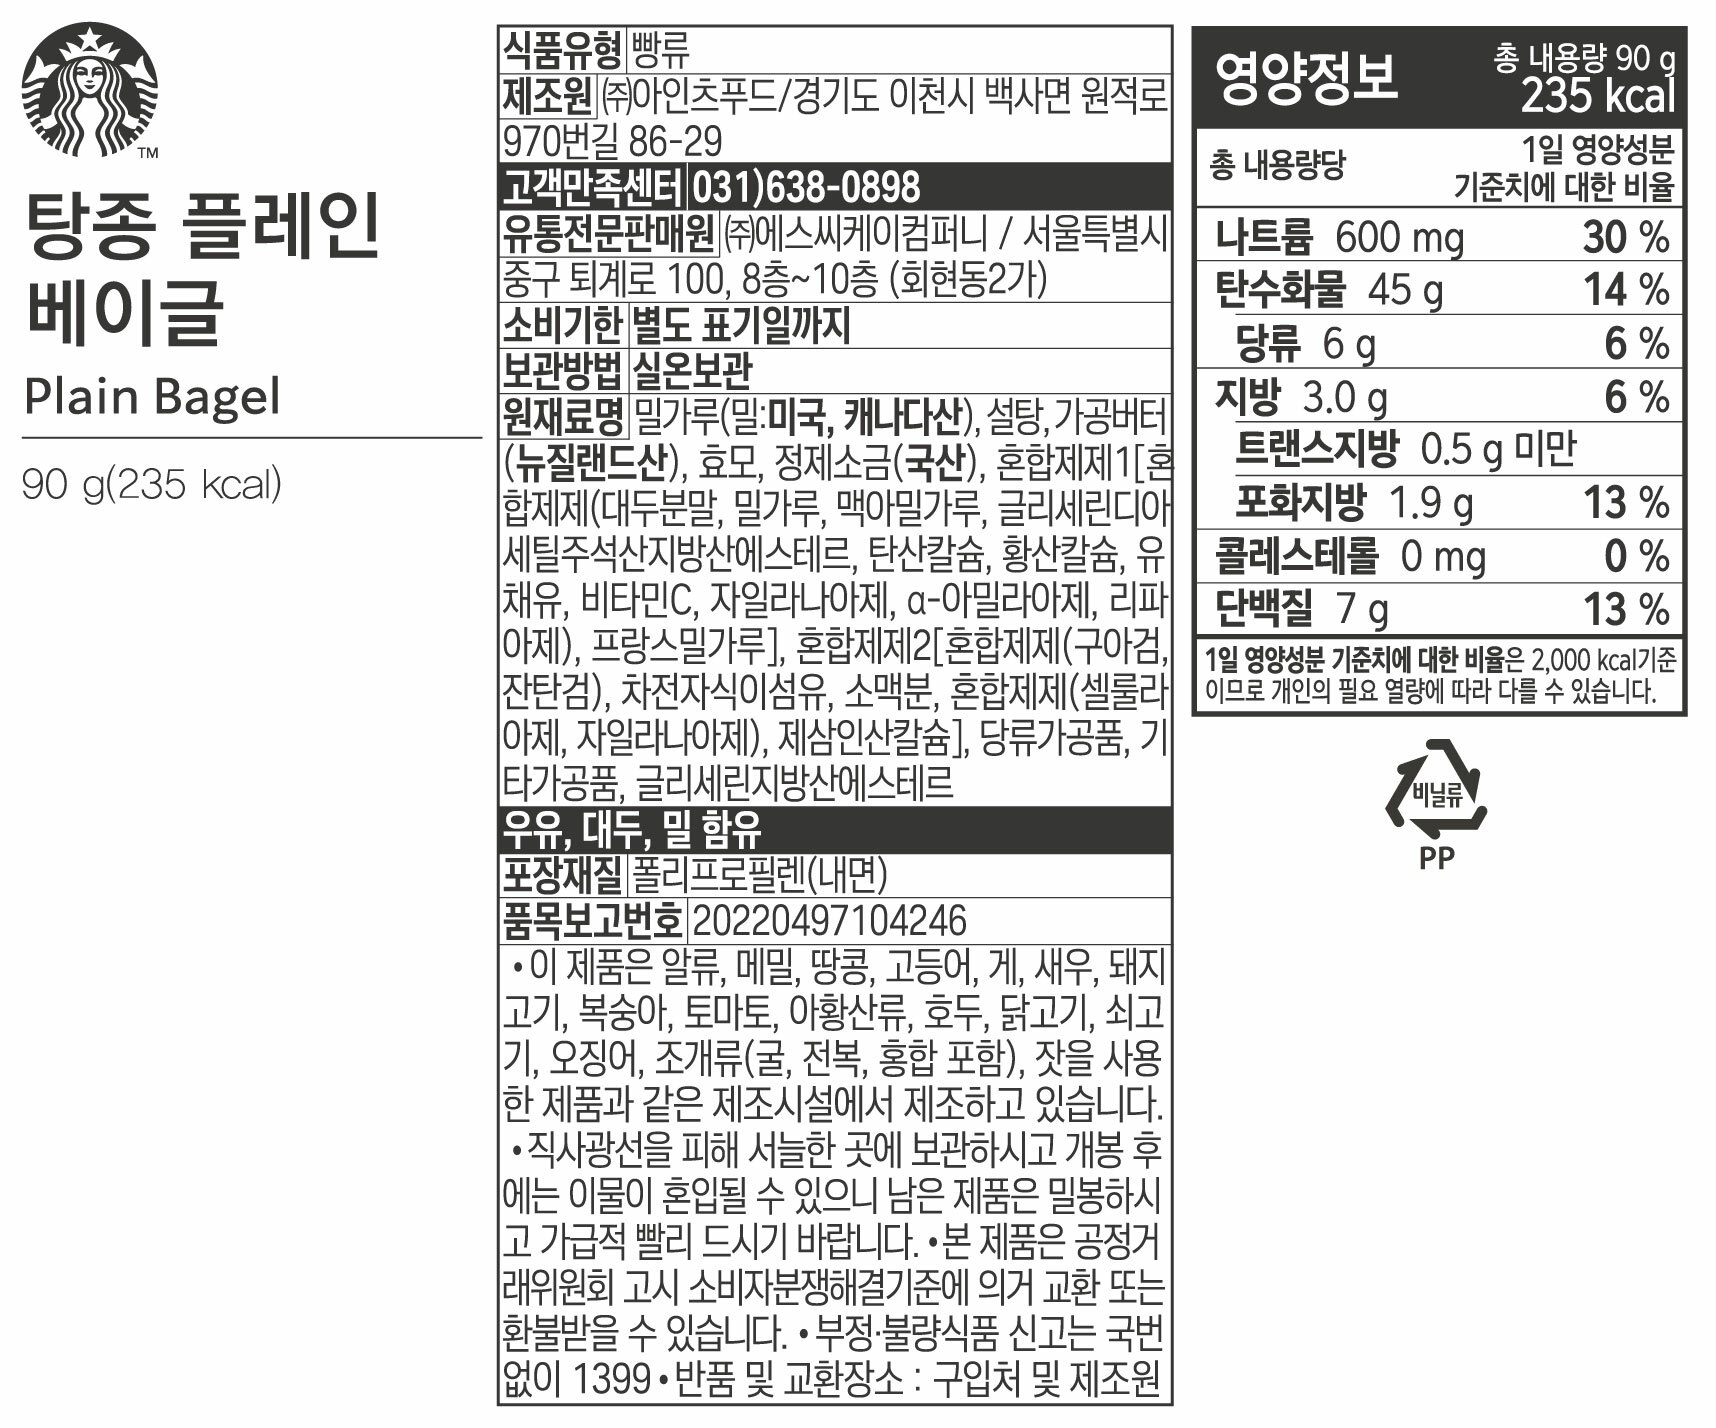 TM
탕종 플레인
베이글
Plain Bagel
90 g(235 kcal)
식품유형 빵류
제조원 ㈜아인츠푸드/경기도 이천시 백사면 원적로
970번길 86-29
고객만족센터 031)638-0898
유통전문판매원 ㈜에스씨케이컴퍼니 / 서울특별시
중구 퇴계로 100, 8층~10층 (회현동2가)
소비기한 별도 표기일까지
보관방법 실온보관
원재료명 밀가루(밀:미국, 캐나다산), 설탕, 가공버터
(뉴질랜드산), 효모, 정제소금(국산), 혼합제제1[혼
합제제(대두분말, 밀가루, 맥아밀가루, 글리세린디아
세틸주석산지방산에스테르, 탄산칼슘, 황산칼슘, 유
채유, 비타민C, 자일라나아제, α-아밀라아제, 리파
아제), 프랑스밀가루], 혼합제제2[혼합제제(구아검,
잔탄검), 차전자식이섬유, 소맥분, 혼합제제(셀룰라
아제, 자일라나아제), 제삼인산칼슘], 당류가공품, 기
타가공품, 글리세린지방산에스테르
우유, 대두, 밀 함유
포장재질 폴리프로필렌(내면)
품목보고번호 20220497104246
• 이 제품은 알류, 메밀, 땅콩, 고등어, 게, 새우, 돼지
고기, 복숭아, 토마토, 아황산류, 호두, 닭고기, 쇠고
기, 오징어, 조개류(굴, 전복, 홍합 포함), 잣을 사용
한 제품과 같은 제조시설에서 제조하고 있습니다.
• 직사광선을 피해 서늘한 곳에 보관하시고 개봉 후
에는 이물이 혼입될 수 있으니 남은 제품은 밀봉하시
고 가급적 빨리 드시기 바랍니다. • 본 제품은 공정거
래위원회 고시 소비자분쟁해결기준에 의거 교환 또는
환불받을 수 있습니다. • 부정·불량식품 신고는 국번
없이 1399 • 반품 및 교환장소 : 구입처 및 제조원
영양정보 총 내용량 90 g
235 kcal
총 내용량당 1일 영양성분
기준치에 대한 비율
나트륨 600 mg 30 %
탄수화물 45 g 14 %
당류 6 g 6 %
지방 3.0 g 6 %
트랜스지방 0.5 g 미만
포화지방 1.9 g 13 %
콜레스테롤 0 mg 0 %
단백질 7 g 13 %
1일 영양성분 기준치에 대한 비율은 2,000 kcal기준
이므로 개인의 필요 열량에 따라 다를 수 있습니다.
비닐류
PP